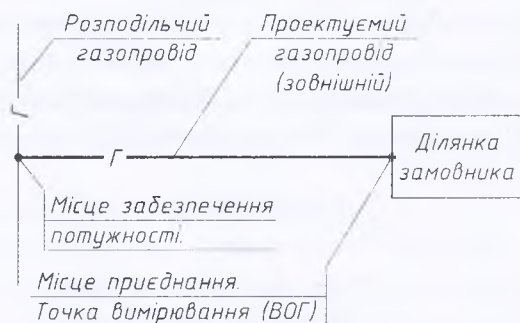 Розподільчий
газопровід
Проектуємий
газопровід
(зовнішній)
Г
Г
Ділянка
замовника
Місце забезпечення
потужності.
Місце приєднання.
Точка вимірювання (ВОГ)